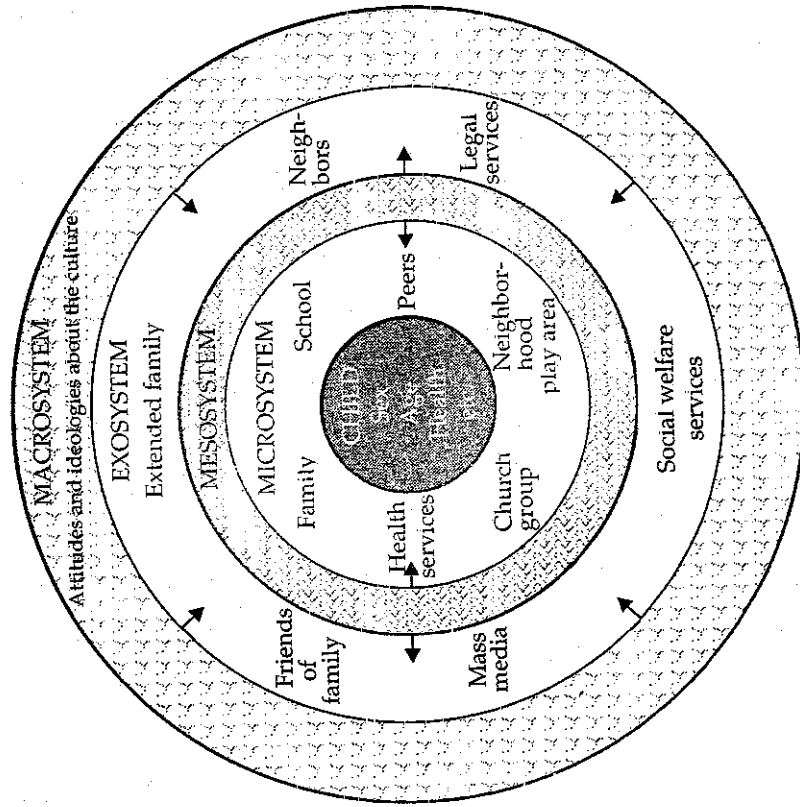 MACROSYSTEM
Attitudes and ideologies about the culture
EXOSYSTEM
Extended family
MESOSYSTEM
MICROSYSTEM
Family
School
Friends
of
family
Neigh-
bors
Health
services
CHILD
Sex
Age
Health
Peers
Church
group
Neighbor-
hood
play area
Mass
media
Legal
services
Social welfare
services